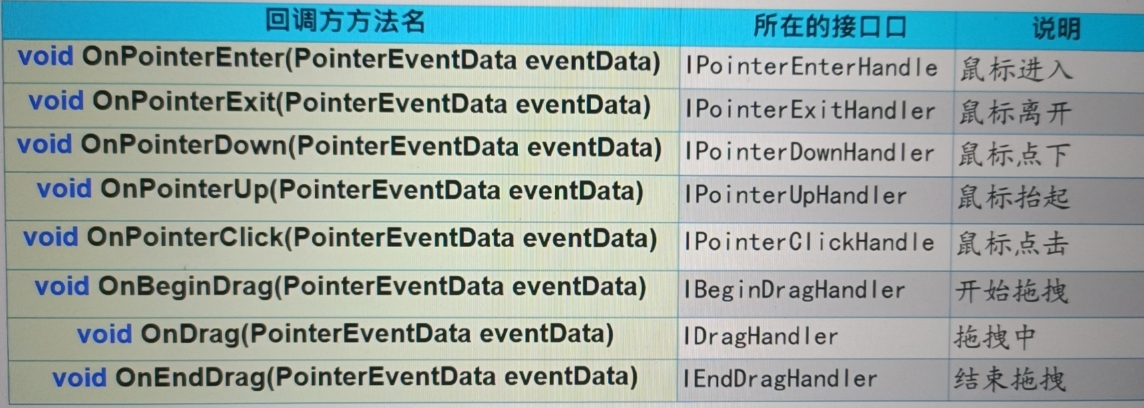 回调方方法名 所在的接口口 说明
void OnPointerEnter(PointerEventData eventData) IPointerEnterHandle 鼠标进入
void OnPointerExit(PointerEventData eventData) IPointerExitHandler 鼠标离开
void OnPointerDown(PointerEventData eventData) IPointerDownHandler 鼠标点下
void OnPointerUp(PointerEventData eventData) IPointerUpHandler 鼠标抬起
void OnPointerClick(PointerEventData eventData) IPointerClickHandle 鼠标点击
void OnBeginDrag(PointerEventData eventData) IBeginDragHandler 开始拖拽
void OnDrag(PointerEventData eventData) IDragHandler 拖拽中
void OnEndDrag(PointerEventData eventData) IEndDragHandler 结束拖拽